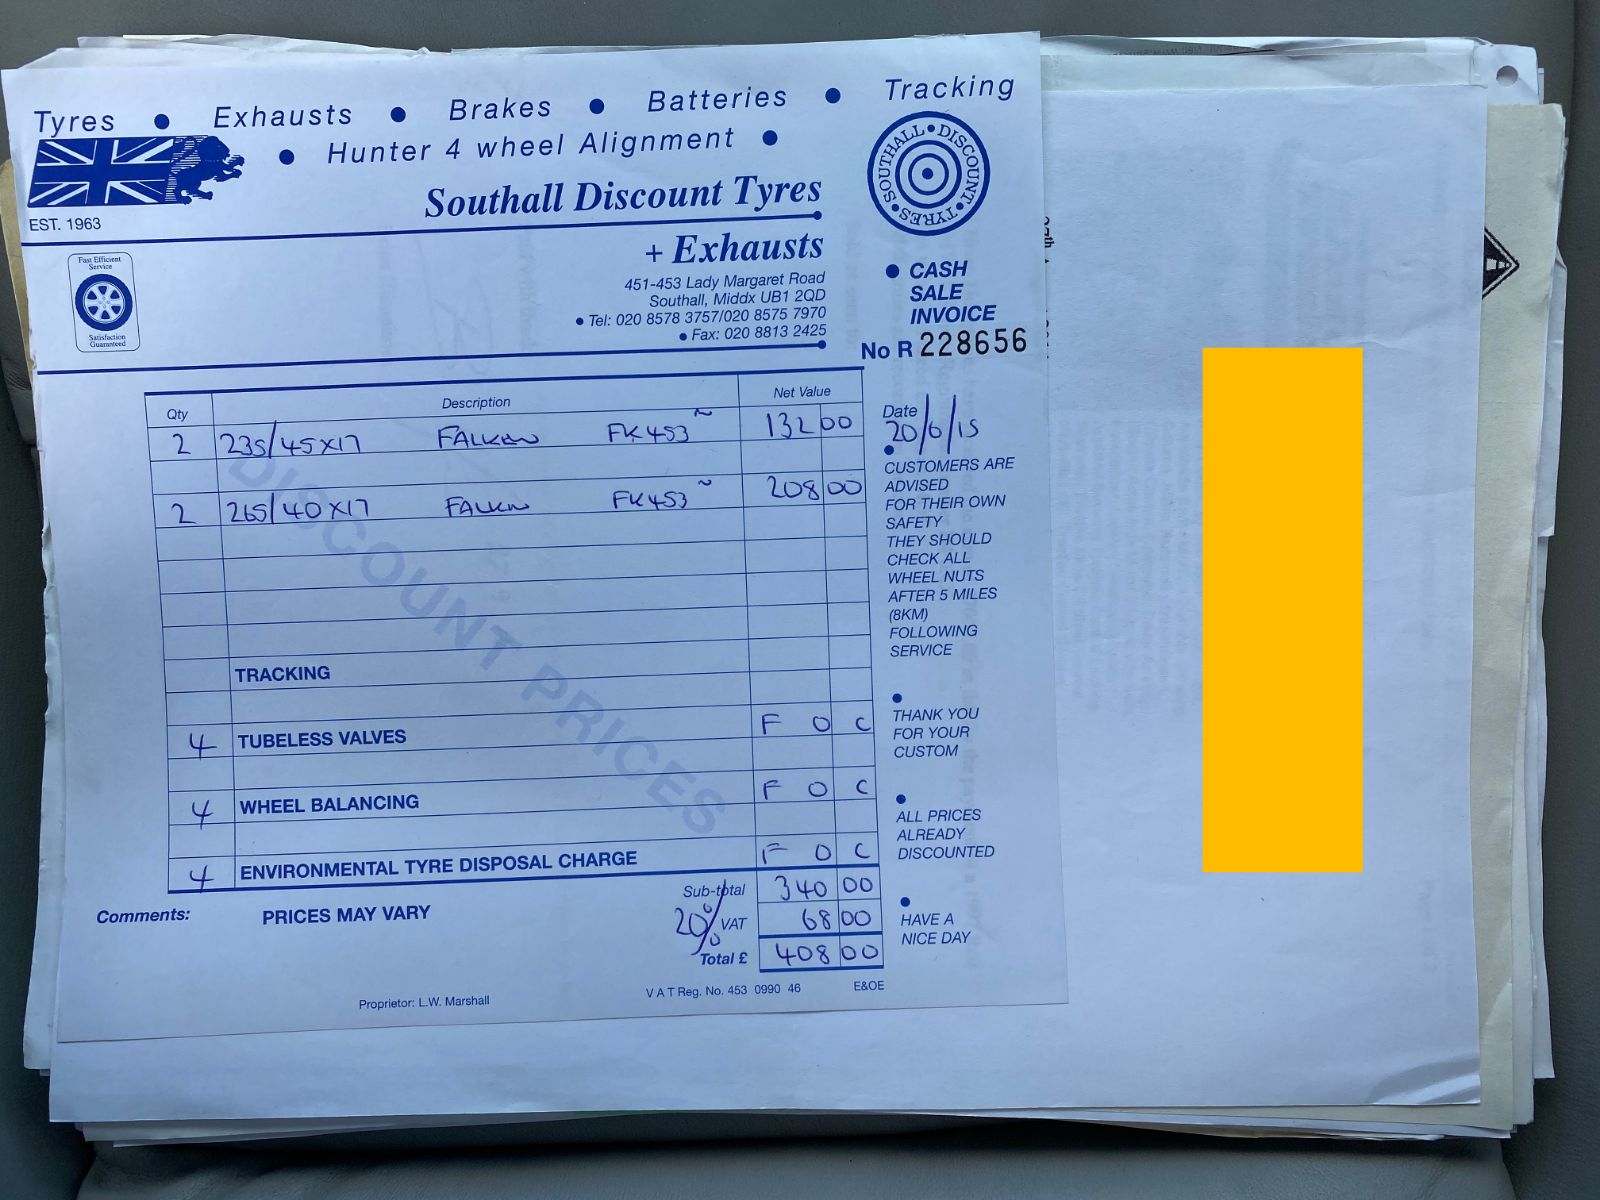 Tyres • Exhausts • Brakes • Batteries • Tracking
• Hunter 4 wheel Alignment •
EST. 1963
Southall Discount Tyres
+ Exhausts
SOUTHALL • DISCOUNT • TYRES •
Fast Efficient
Service
Satisfaction
Guaranteed
451-453 Lady Margaret Road
Southall, Middx UB1 2QD
• Tel: 020 8578 3757/020 8575 7970
• Fax: 020 8813 2425
• CASH
SALE
INVOICE
No R 228656
Qty Description Net Value
2 235/45X17 FALKEN FK453 132 00
2 265/40X17 FALKEN FK453 208 00
TRACKING
4 TUBELESS VALVES F O C
4 WHEEL BALANCING F O C
4 ENVIRONMENTAL TYRE DISPOSAL CHARGE F O C
Sub-total 340 00
20% VAT 68 00
Total £ 408 00
DISCOUNT PRICES
Comments: PRICES MAY VARY
Proprietor: L.W. Marshall
V A T Reg. No. 453 0990 46
E&OE
Date
20/6/15
•
CUSTOMERS ARE
ADVISED
FOR THEIR OWN
SAFETY
THEY SHOULD
CHECK ALL
WHEEL NUTS
AFTER 5 MILES
(8KM)
FOLLOWING
SERVICE
•
THANK YOU
FOR YOUR
CUSTOM
•
ALL PRICES
ALREADY
DISCOUNTED
•
HAVE A
NICE DAY